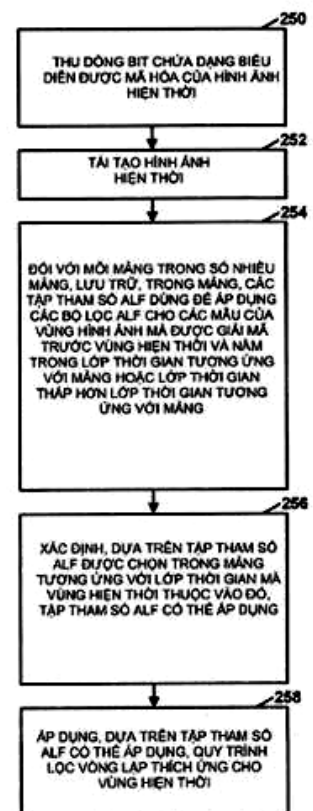 250
THU DÒNG BIT CHỨA DẠNG BIỂU
DIỄN ĐƯỢC MÃ HÓA CỦA HÌNH ẢNH
HIỆN THỜI
252
TÁI TẠO HÌNH ẢNH
HIỆN THỜI
254
ĐỐI VỚI MỖI MẢNG TRONG SỐ NHIỀU
MẢNG, LƯU TRỮ, TRONG MẢNG, CÁC
TẬP THAM SỐ ALF DÙNG ĐỂ ÁP DỤNG
CÁC BỘ LỌC ALF CHO CÁC MẪU CỦA
VÙNG HÌNH ẢNH MÀ ĐƯỢC GIẢI MÃ
TRƯỚC VÙNG HIỆN THỜI VÀ NẰM
TRONG LỚP THỜI GIAN TƯƠNG ỨNG
VỚI MẢNG HOẶC LỚP THỜI GIAN
THẤP HƠN LỚP THỜI GIAN TƯƠNG
ỨNG VỚI MẢNG
256
XÁC ĐỊNH, DỰA TRÊN TẬP THAM SỐ
ALF ĐƯỢC CHỌN TRONG MẢNG
TƯƠNG ỨNG VỚI LỚP THỜI GIAN MÀ
VÙNG HIỆN THỜI THUỘC VÀO ĐÓ,
TẬP THAM SỐ ALF CÓ THỂ ÁP DỤNG
258
ÁP DỤNG, DỰA TRÊN TẬP THAM SỐ
ALF CÓ THỂ ÁP DỤNG, QUY TRÌNH
LỌC VÒNG LẶP THÍCH ỨNG CHO
VÙNG HIỆN THỜI